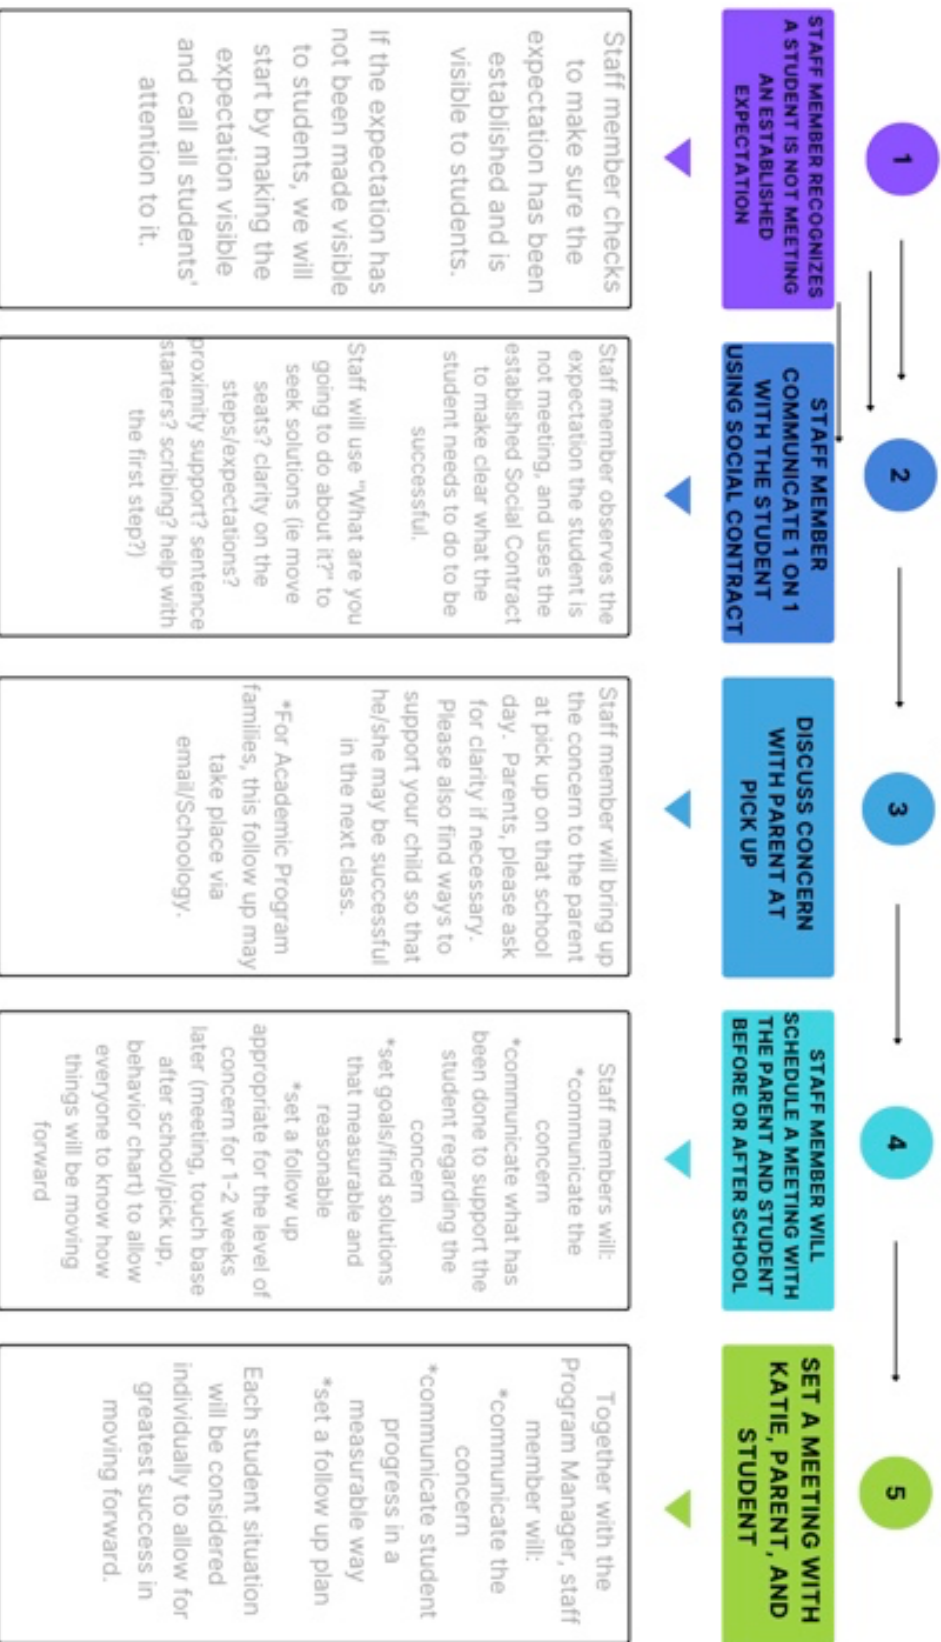 1
STAFF MEMBER RECOGNIZES
A STUDENT IS NOT MEETING
AN ESTABLISHED
EXPECTATION
Staff member checks
to make sure the
expectation has been
established and is
visible to students.
If the expectation has
not been made visible
to students, we will
start by making the
expectation visible
and call all students'
attention to it.
2
STAFF MEMBER
COMMUNICATE 1 ON 1
WITH THE STUDENT
USING SOCIAL CONTRACT
Staff member observes the
expectation the student is
not meeting, and uses the
established Social Contract
to make clear what the
student needs to do to be
successful.
Staff will use "What are you
going to do about it?" to
seek solutions (ie move
seats? clarity on the
steps/expectations?
proximity support? sentence
starters? scribing? help with
the first step?)
3
DISCUSS CONCERN
WITH PARENT AT
PICK UP
Staff member will bring up
the concern to the parent
at pick up on that school
day. Parents, please ask
for clarity if necessary.
Please also find ways to
support your child so that
he/she may be successful
in the next class.
*For Academic Program
families, this follow up may
take place via
email/Schoology.
4
STAFF MEMBER WILL
SCHEDULE A MEETING WITH
THE PARENT AND STUDENT
BEFORE OR AFTER SCHOOL
Staff members will:
*communicate the
concern
*communicate what has
been done to support the
student regarding the
concern
*set goals/find solutions
that measurable and
reasonable
*set a follow up
appropriate for the level of
concern for 1-2 weeks
later (meeting, touch base
after school/pick up,
behavior chart) to allow
everyone to know how
things will be moving
forward
5
SET A MEETING WITH
KATIE, PARENT, AND
STUDENT
Together with the
Program Manager, staff
member will:
*communicate the
concern
*communicate student
progress in a
measurable way
*set a follow up plan
Each student situation
will be considered
individually to allow for
greatest success in
moving forward.